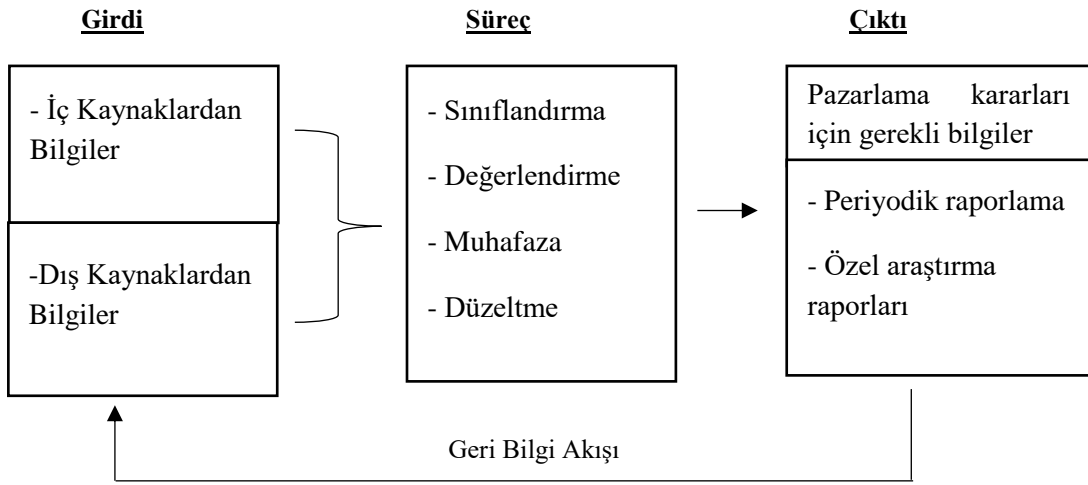 Girdi
Süreç
Çıktı
- İç Kaynaklardan
Bilgiler
-Dış Kaynaklardan
Bilgiler
- Sınıflandırma
- Değerlendirme
- Muhafaza
- Düzeltme
Pazarlama kararları
için gerekli bilgiler
- Periyodik raporlama
- Özel araştırma
raporları
Geri Bilgi Akışı